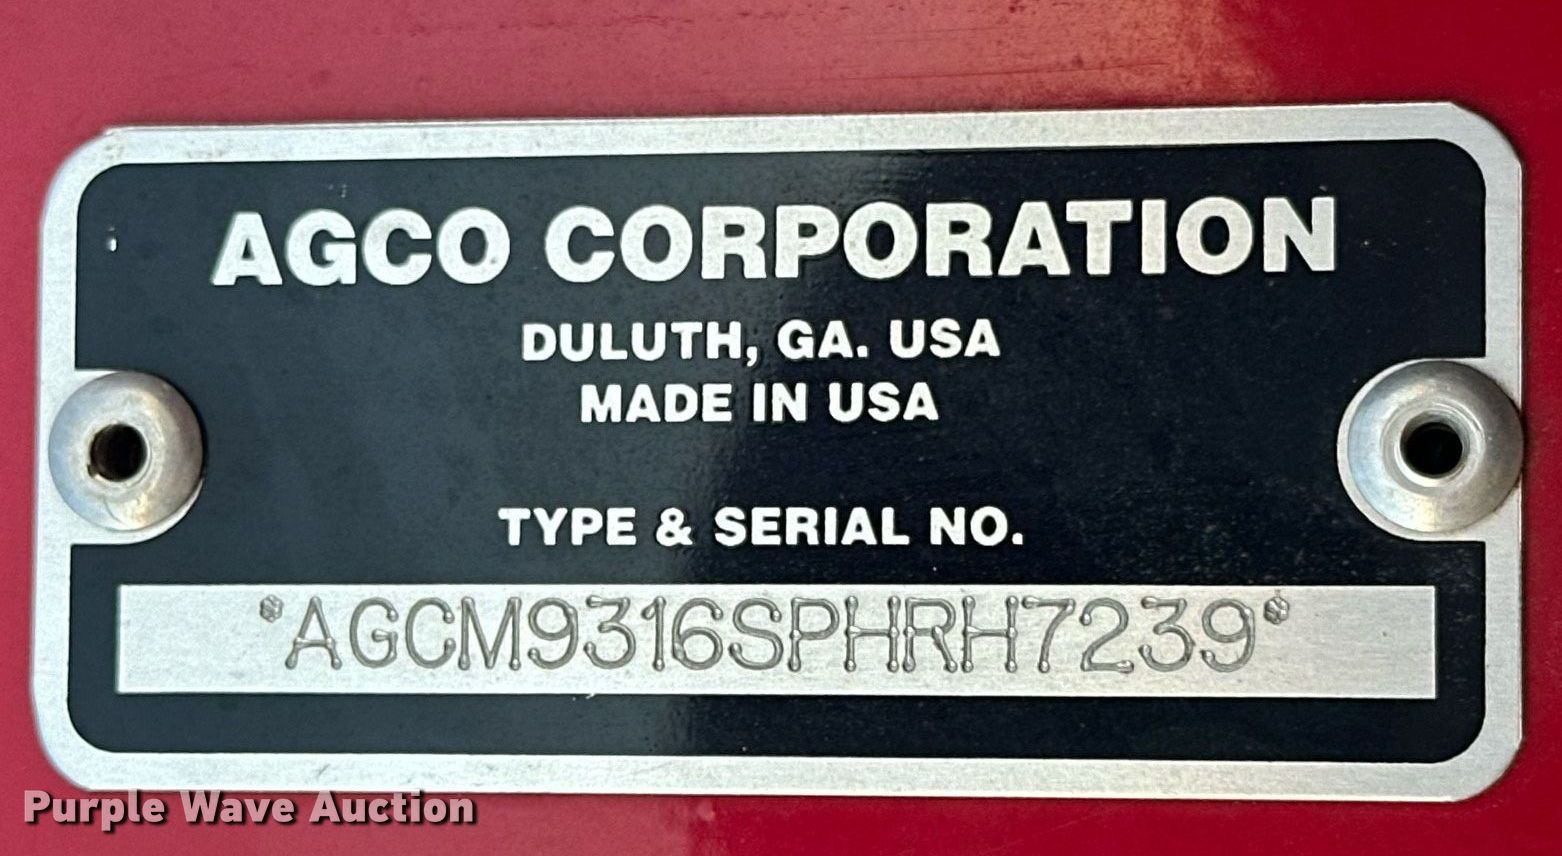 AGCO CORPORATION
DULUTH, GA. USA
MADE IN USA
TYPE & SERIAL NO.
*AGCM9316SPHRH7239*
Purple Wave Auction